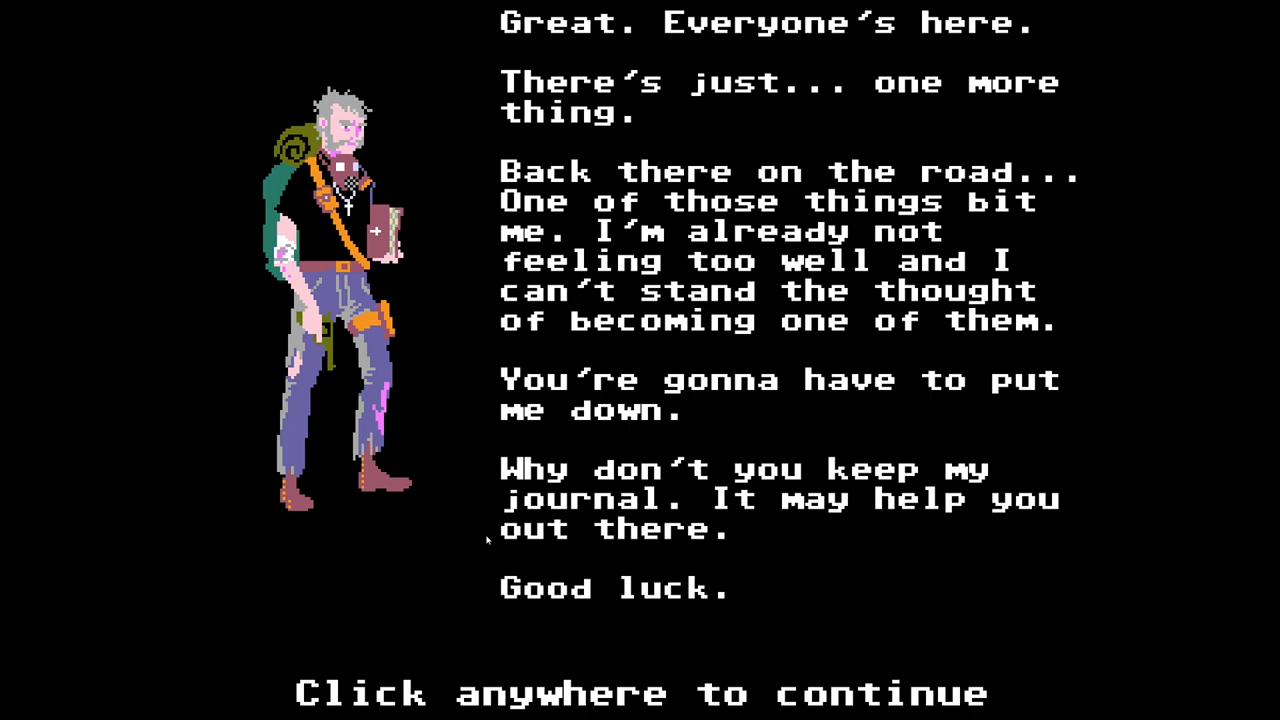 Great. Everyone's here.
There's just... one more
thing.
Back there on the road...
One of those things bit
me. I'm already not
feeling too well and I
can't stand the thought
of becoming one of them.
You're gonna have to put
me down.
Why don't you keep my
journal. It may help you
out there.
Good luck.
Click anywhere to continue